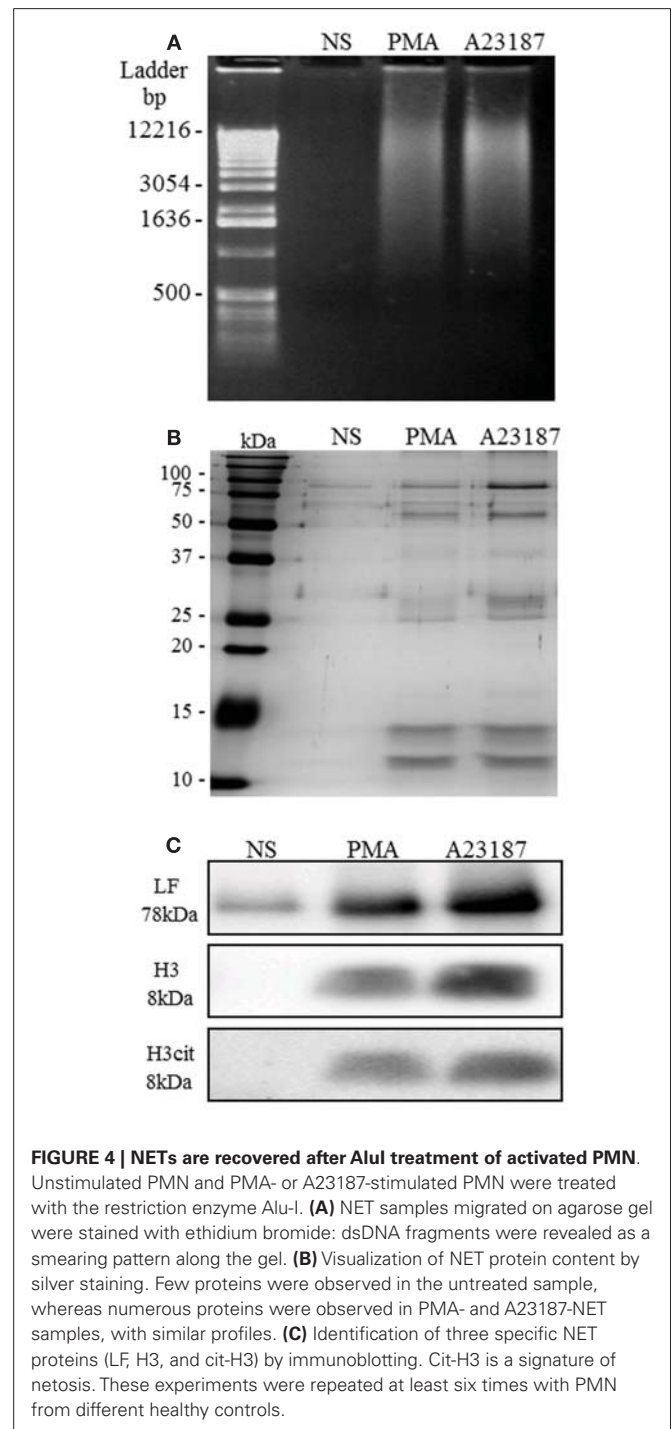 A
NS PMA A23187
Ladder
bp
12216 -
3054 -
1636 -
500 -
B
kDa NS PMA A23187
100 -
75 -
50 -
37 -
25 -
20 -
15 -
10 -
C
NS PMA A23187
LF
78kDa
H3
8kDa
H3cit
8kDa
FIGURE 4 | NETs are recovered after AluI treatment of activated PMN.
Unstimulated PMN and PMA- or A23187-stimulated PMN were treated
with the restriction enzyme Alu-I. (A) NET samples migrated on agarose gel
were stained with ethidium bromide: dsDNA fragments were revealed as a
smearing pattern along the gel. (B) Visualization of NET protein content by
silver staining. Few proteins were observed in the untreated sample,
whereas numerous proteins were observed in PMA- and A23187-NET
samples, with similar profiles. (C) Identification of three specific NET
proteins (LF, H3, and cit-H3) by immunoblotting. Cit-H3 is a signature of
netosis. These experiments were repeated at least six times with PMN
from different healthy controls.